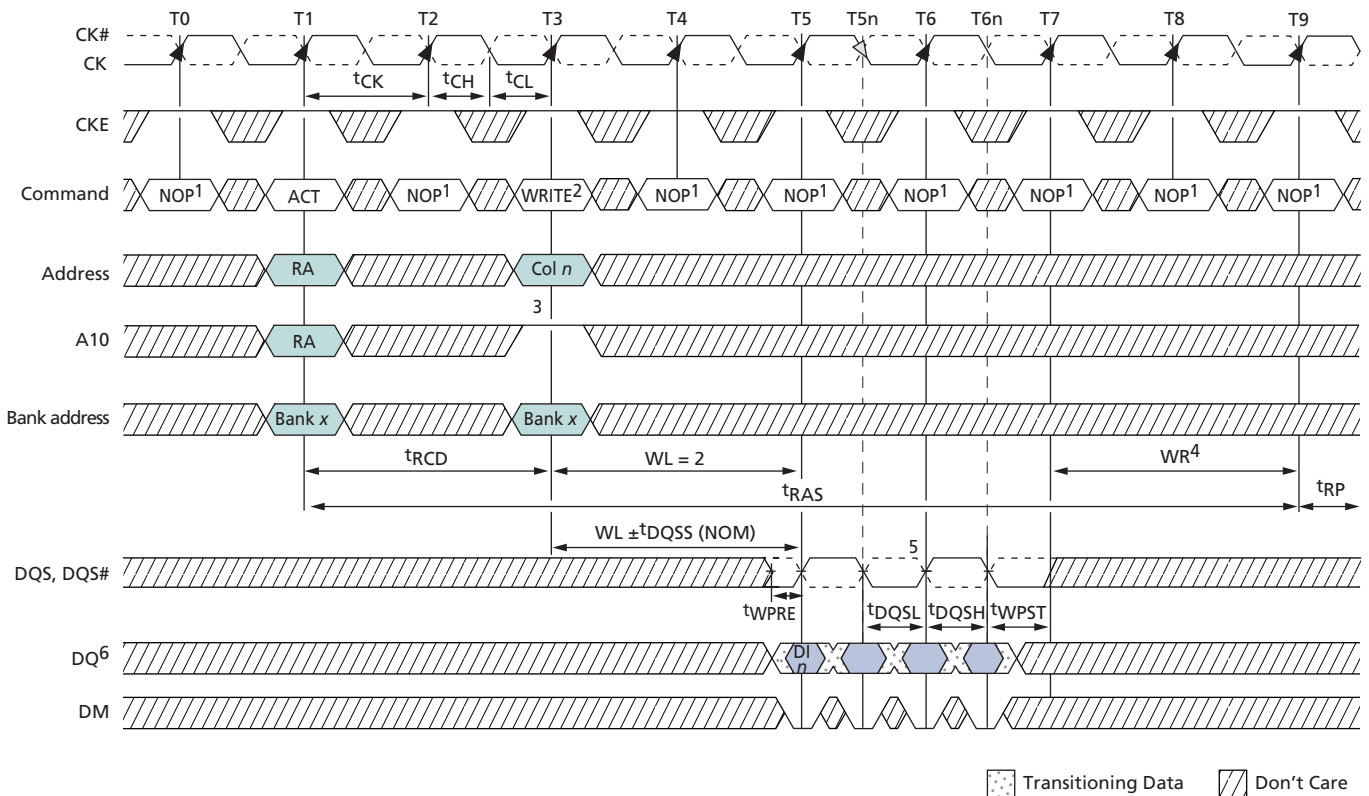 T0 T1 T2 T3 T4 T5 T5n T6 T6n T7 T8 T9
CK#
CK
tCK tCH tCL
CKE
Command NOP1 ACT NOP1 WRITE2 NOP1 NOP1 NOP1 NOP1 NOP1 NOP1
Address RA Col n
3
A10 RA
Bank address Bank x Bank x
tRCD WL = 2 WR4
tRAS tRP
WL ±tDQSS (NOM)
5
DQS, DQS#
tWPRE tDQSL tDQSH tWPST
DQ6 DI n
DM
Transitioning Data Don't Care